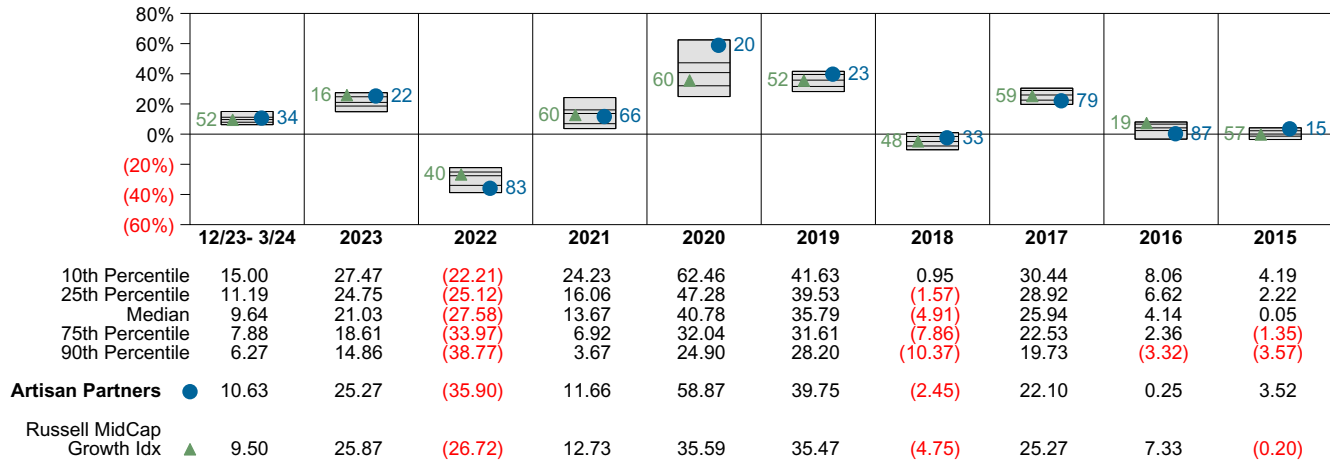 80%
60%
40%
20%
0%
(20%)
(40%)
(60%)
52 34
16 22
40 83
60 66
60 20
52 23
48 33
59 79
19 87
57 15
12/23- 3/24 2023 2022 2021 2020 2019 2018 2017 2016 2015
10th Percentile 15.00 27.47 (22.21) 24.23 62.46 41.63 0.95 30.44 8.06 4.19
25th Percentile 11.19 24.75 (25.12) 16.06 47.28 39.53 (1.57) 28.92 6.62 2.22
Median 9.64 21.03 (27.58) 13.67 40.78 35.79 (4.91) 25.94 4.14 0.05
75th Percentile 7.88 18.61 (33.97) 6.92 32.04 31.61 (7.86) 22.53 2.36 (1.35)
90th Percentile 6.27 14.86 (38.77) 3.67 24.90 28.20 (10.37) 19.73 (3.32) (3.57)
Artisan Partners 10.63 25.27 (35.90) 11.66 58.87 39.75 (2.45) 22.10 0.25 3.52
Russell MidCap
Growth Idx 9.50 25.87 (26.72) 12.73 35.59 35.47 (4.75) 25.27 7.33 (0.20)